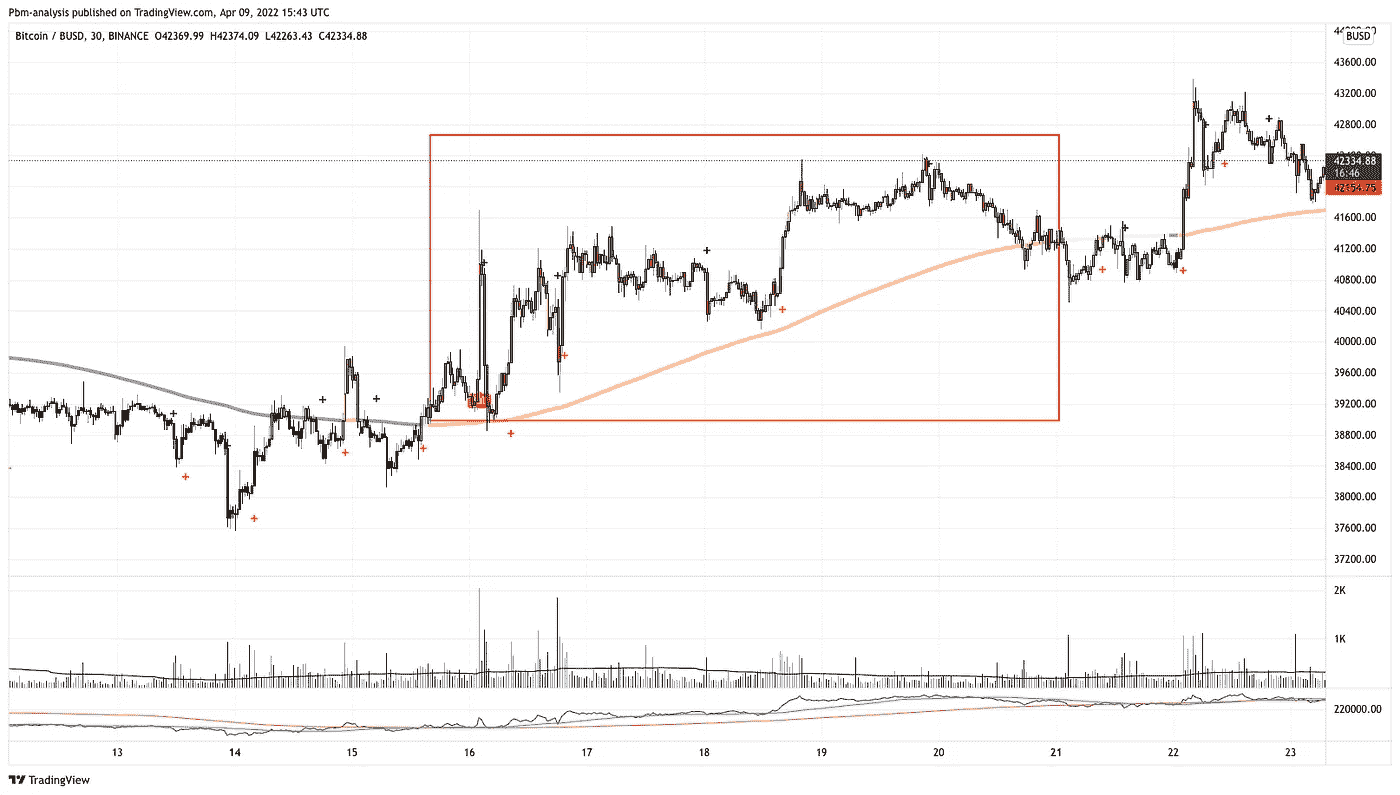 Pbm-analysis published on TradingView.com, Apr 09, 2022 15:43 UTC
Bitcoin / BUSD, 30, BINANCE O42369.99 H42374.09 L42263.43 C42334.88
BUSD
43600.00
43200.00
42800.00
42334.88
16:46
42154.75
41600.00
41200.00
40800.00
40400.00
40000.00
39600.00
39200.00
38800.00
38400.00
38000.00
37600.00
37200.00
2K
1K
220000.00
13 14 15 16 17 18 19 20 21 22 23
TradingView